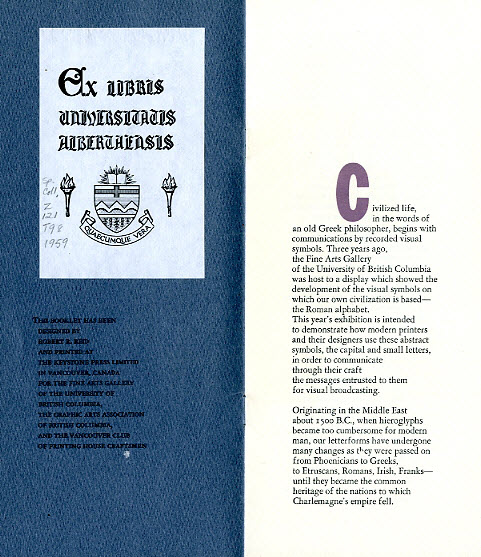 Ex Libris
Universitatis
Albertaensis
Sp.
Coll.
Z
121
T98
1959
QUAECUMQUE VERA
THIS BOOKLET HAS BEEN
DESIGNED BY
ROBERT R. REID
AND PRINTED BY
THE KEYSTONE PRESS LIMITED
IN VANCOUVER, CANADA
FOR THE FINE ARTS GALLERY
OF THE UNIVERSITY OF
BRITISH COLUMBIA,
THE GRAPHIC ARTS ASSOCIATION
OF BRITISH COLUMBIA,
AND THE VANCOUVER CLUB
OF PRINTING HOUSE CRAFTSMEN
Civilized life,
in the words of
an old Greek philosopher, begins with
communications by recorded visual
symbols. Three years ago,
the Fine Arts Gallery
of the University of British Columbia
was host to a display which showed the
development of the visual symbols on
which our own civilization is based—
the Roman alphabet.
This year's exhibition is intended
to demonstrate how modern printers
and their designers use these abstract
symbols, the capital and small letters,
in order to communicate
through their craft
the messages entrusted to them
for visual broadcasting.
Originating in the Middle East
about 1500 B.C., when hieroglyphs
became too cumbersome for modern
man, our letterforms have undergone
many changes as they were passed on
from Phoenicians to Greeks,
to Etruscans, Romans, Irish, Franks—
until they became the common
heritage of the nations to which
Charlemagne's empire fell.